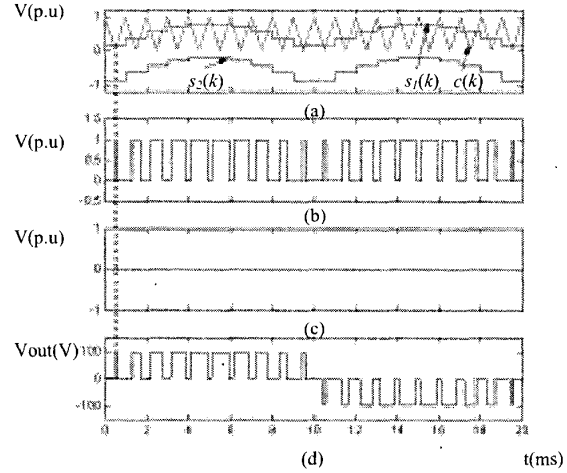 V(p.u)
1
0
-1
s₂(k)
s₁(k)
c(k)
(a)
V(p.u)
1.5
1
0.5
0
-0.5
(b)
V(p.u)
1
0
-1
(c)
Vout(V)
100
0
-100
0 2 4 6 8 10 12 14 16 18 20
(d)
t(ms)